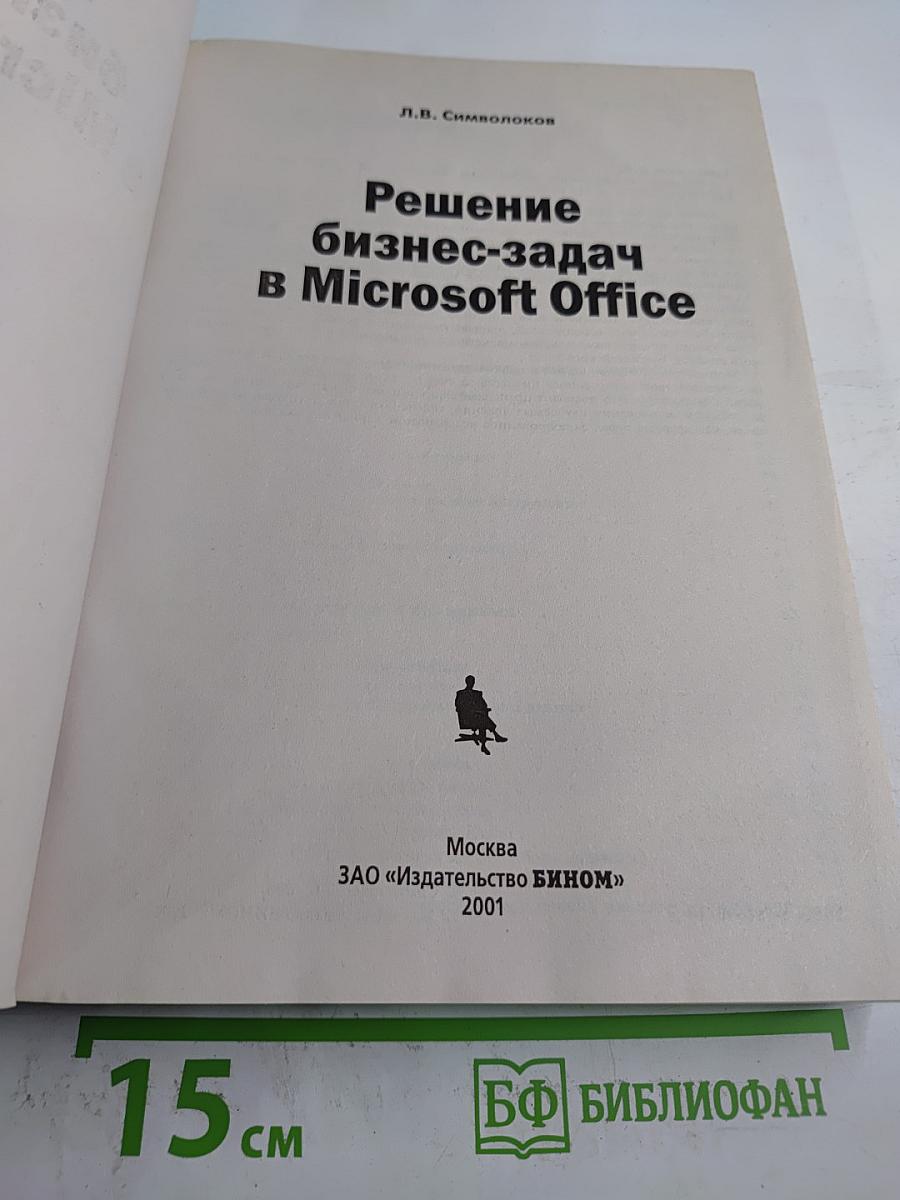 Л.В. Символоков
Решение
бизнес-задач
в Microsoft Office
Москва
ЗАО «Издательство БИНОМ»
2001
15 см
БФ БИБЛИОФАН